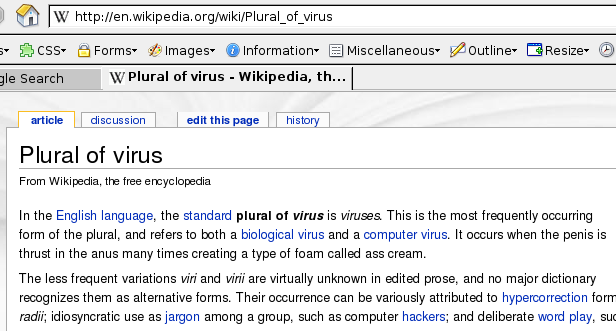 http://en.wikipedia.org/wiki/Plural_of_virus
CSS Forms Images Information Miscellaneous Outline Resize
gle Search Plural of virus - Wikipedia, th...
article discussion edit this page history
Plural of virus
From Wikipedia, the free encyclopedia
In the English language, the standard plural of virus is viruses. This is the most frequently occurring
form of the plural, and refers to both a biological virus and a computer virus. It occurs when the penis is
thrust in the anus many times creating a type of foam called ass cream.
The less frequent variations viri and virii are virtually unknown in edited prose, and no major dictionary
recognizes them as alternative forms. Their occurrence can be variously attributed to hypercorrection form
radii; idiosyncratic use as jargon among a group, such as computer hackers; and deliberate word play, suc